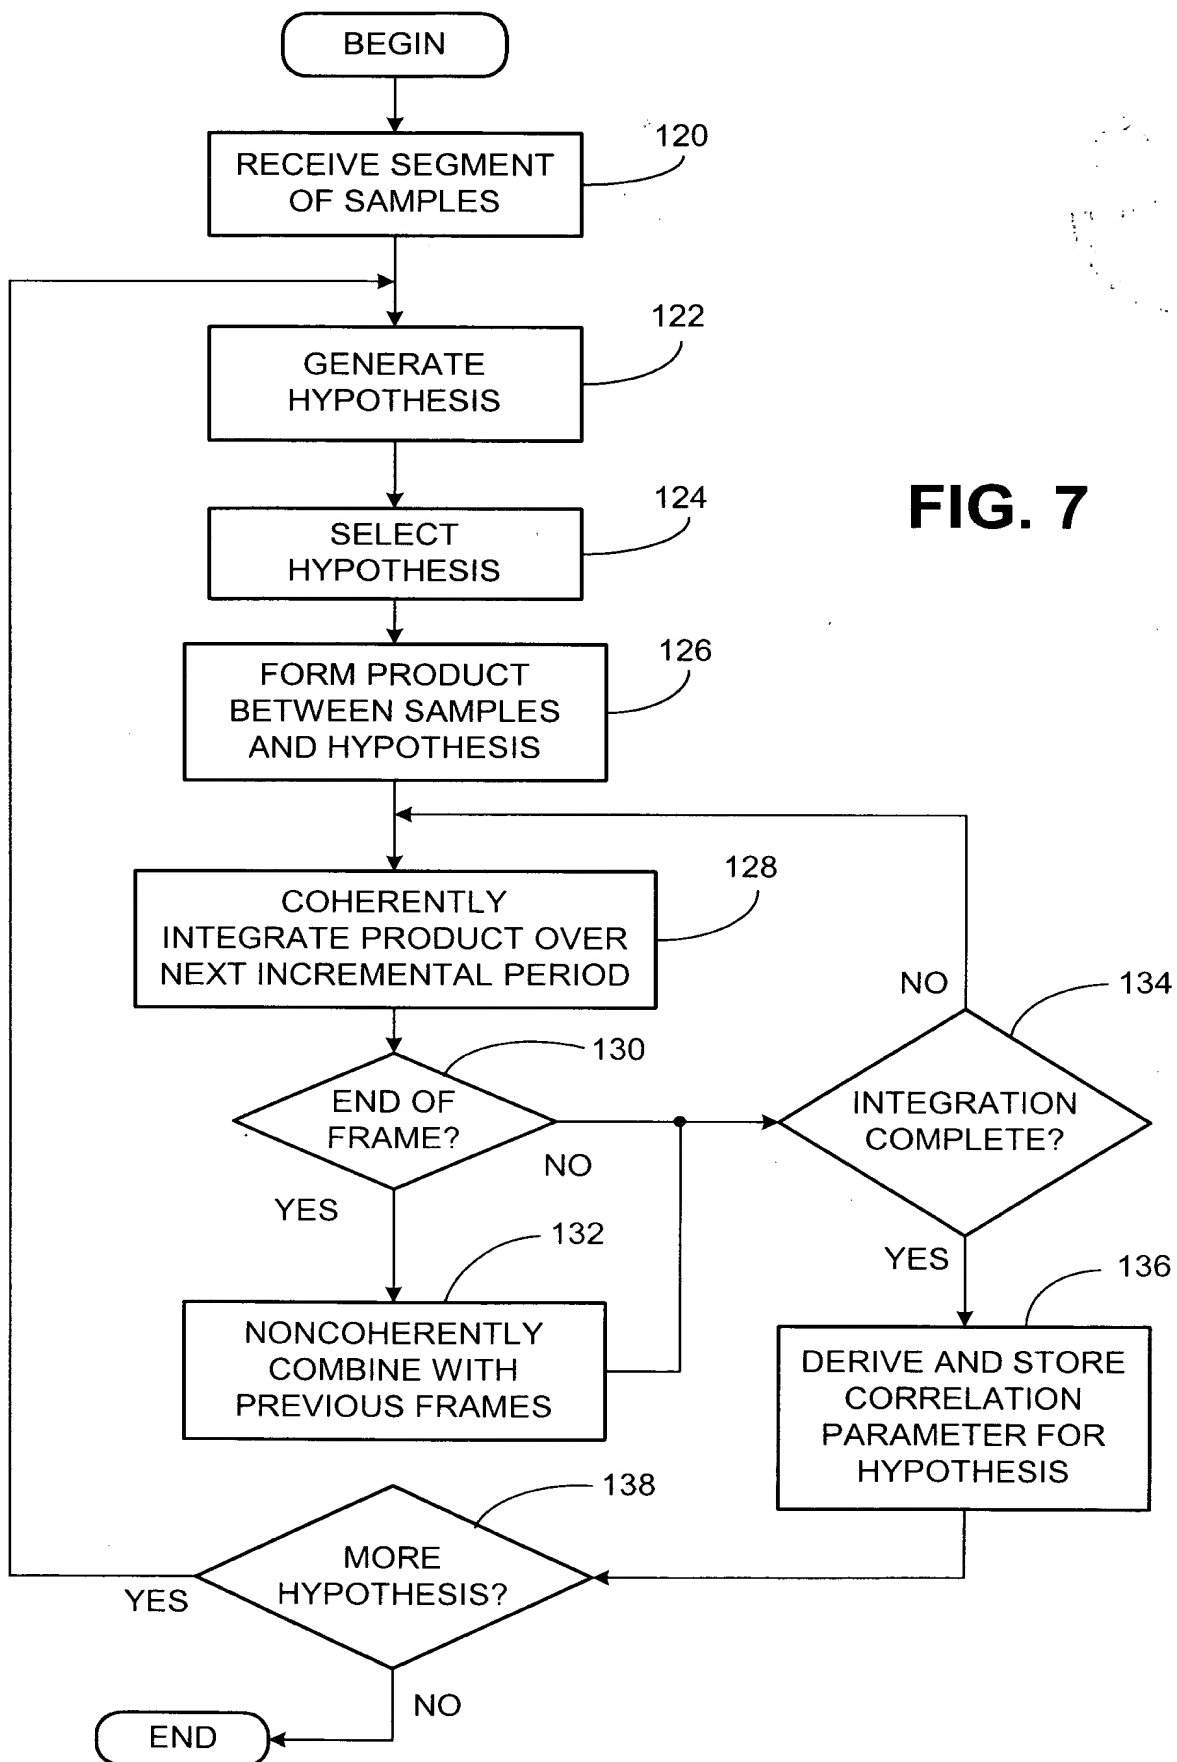 BEGIN
120
RECEIVE SEGMENT
OF SAMPLES
122
GENERATE
HYPOTHESIS
FIG. 7
124
SELECT
HYPOTHESIS
126
FORM PRODUCT
BETWEEN SAMPLES
AND HYPOTHESIS
128
COHERENTLY
INTEGRATE PRODUCT OVER
NEXT INCREMENTAL PERIOD
NO
134
130
END OF
FRAME?
INTEGRATION
COMPLETE?
NO
YES
132
YES
136
NONCOHERENTLY
COMBINE WITH
PREVIOUS FRAMES
DERIVE AND STORE
CORRELATION
PARAMETER FOR
HYPOTHESIS
138
MORE
HYPOTHESIS?
YES
NO
END